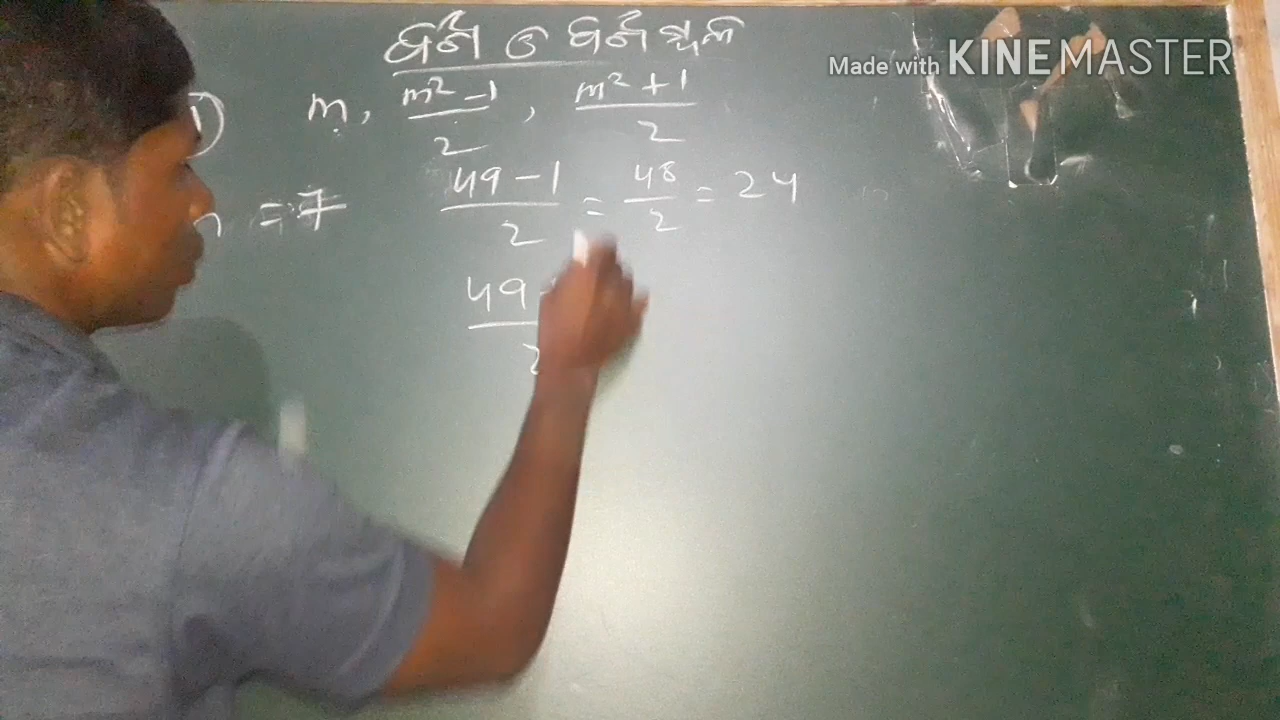 ବର୍ଗ ଓ ବର୍ଗମୂଳ
Made with KINEMASTER
1) m, (m² - 1)/2, (m² + 1)/2
= 7 (49 - 1)/2 = 48/2 = 24
49